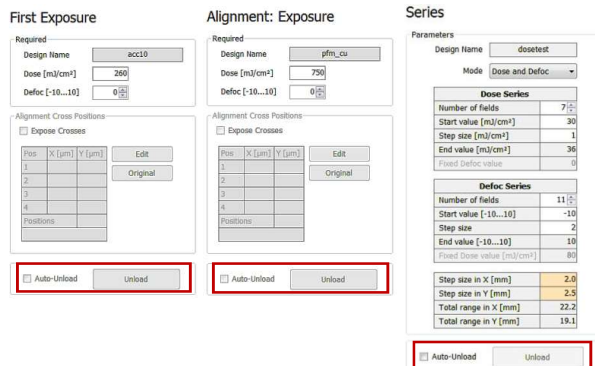 First Exposure
Required
Design Name acc10
Dose [mJ/cm²] 260
Defoc [-10...10] 0
Alignment Cross Positions
Expose Crosses
Pos X [µm] Y [µm] Edit
1 Original
2
3
4
Positions
Auto-Unload Unload
Alignment: Exposure
Required
Design Name pfm_cu
Dose [mJ/cm²] 750
Defoc [-10...10] 0
Alignment Cross Positions
Expose Crosses
Pos X [µm] Y [µm] Edit
1 Original
2
3
4
Positions
Auto-Unload Unload
Series
Parameters
Design Name dosetest
Mode Dose and Defoc
Dose Series
Number of fields 7
Start value [mJ/cm²] 30
Step size [mJ/cm²] 1
End value [mJ/cm²] 36
Fixed Defoc value 0
Defoc Series
Number of fields 11
Start value [-10...10] -10
Step size 2
End value [-10...10] 10
Fixed Dose value [mJ/cm²] 80
Step size in X [mm] 2.0
Step size in Y [mm] 2.5
Total range in X [mm] 22.2
Total range in Y [mm] 19.1
Auto-Unload Unload